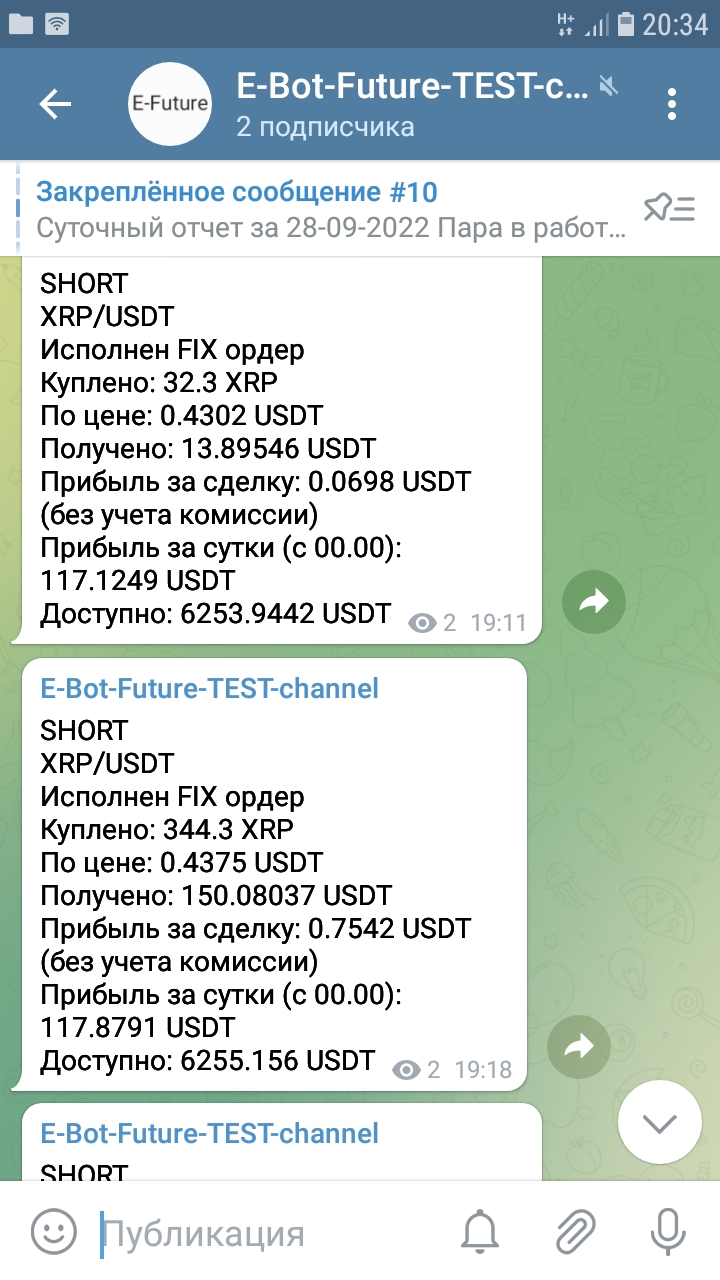 H+
20:34
E-Future
E-Bot-Future-TEST-c...
2 подписчика
Закреплённое сообщение #10
Суточный отчет за 28-09-2022 Пара в работ...
SHORT
XRP/USDT
Исполнен FIX ордер
Куплено: 32.3 XRP
По цене: 0.4302 USDT
Получено: 13.89546 USDT
Прибыль за сделку: 0.0698 USDT
(без учета комиссии)
Прибыль за сутки (с 00.00):
117.1249 USDT
Доступно: 6253.9442 USDT
2 19:11
E-Bot-Future-TEST-channel
SHORT
XRP/USDT
Исполнен FIX ордер
Куплено: 344.3 XRP
По цене: 0.4375 USDT
Получено: 150.08037 USDT
Прибыль за сделку: 0.7542 USDT
(без учета комиссии)
Прибыль за сутки (с 00.00):
117.8791 USDT
Доступно: 6255.156 USDT
2 19:18
E-Bot-Future-TEST-channel
SHORT
Публикация